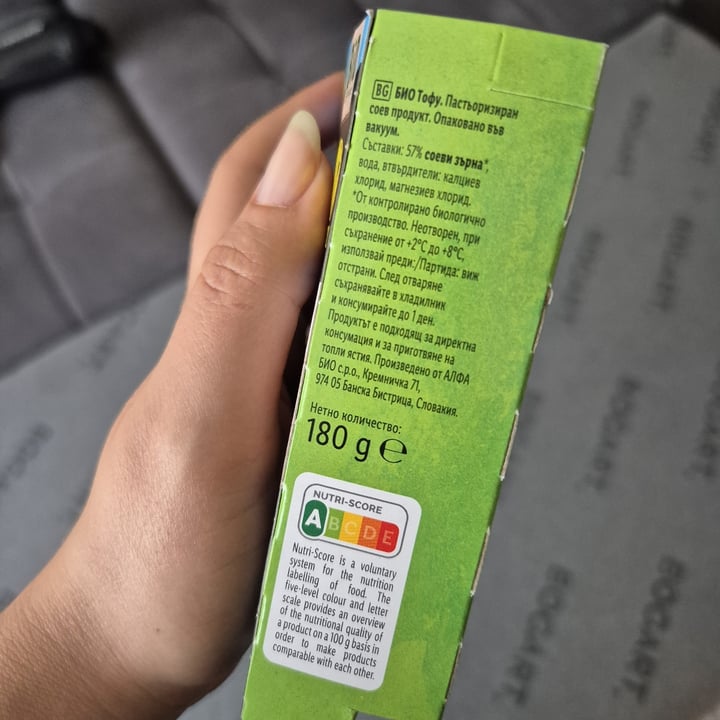 BG БИО Тофу. Пастьоризиран
соев продукт. Опаковано във
вакуум.
Съставки: 57% соеви зърна*,
вода, втвърдители: калциев
хлорид, магнезиев хлорид.
*От контролирано биологично
производство. Неотворен, при
съхранение от +2°C до +8°C,
използвай преди:/Партида: виж
отстрани. След отваряне
съхранявайте в хладилник
и консумирайте до 1 ден.
Продуктът е подходящ за директна
консумация и за приготвяне на
топли ястия. Произведено от АЛФА
БИО с.р.о., Кремничка 71,
974 05 Банска Бистрица, Словакия.
Нетно количество:
180 g ℮
NUTRI-SCORE
A B C D E
Nutri-Score is a voluntary
system for the nutrition
labelling of food. The
five-level colour and letter
scale provides an overview
of the nutritional quality of
a product on a 100 g basis in
order to make products
comparable with each other.
BOGART.
BOGART.
BOGART.